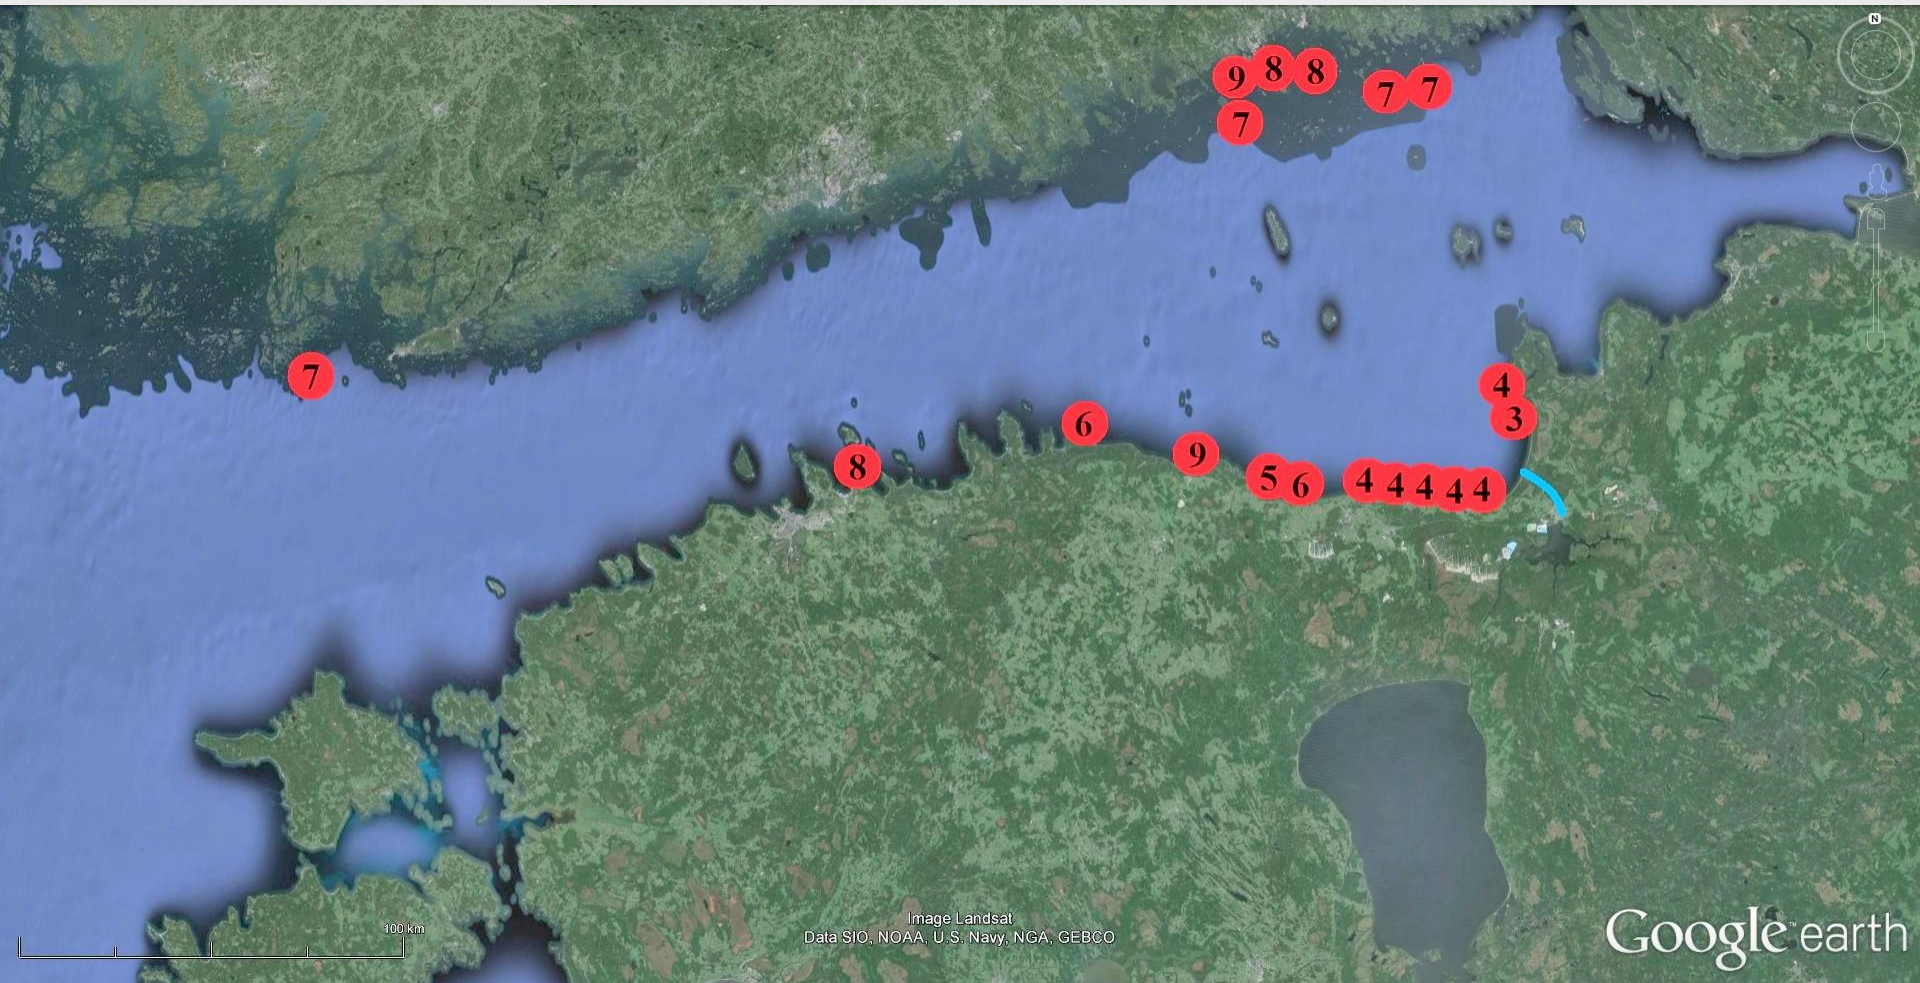 N
9 8 8
7 7
7
7
4
3
6
9
8
5 6
4 4 4 4 4
100 km
Image Landsat
Data SIO, NOAA, U.S. Navy, NGA, GEBCO
Google earth